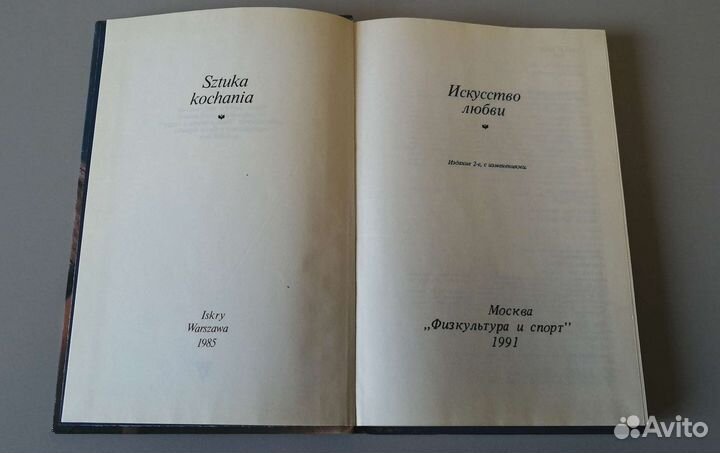 Sztuka
kochania
Iskry
Warszawa
1985
Искусство
любви
Издание 2-е, с изменениями
Москва
„Физкультура и спорт"
1991
Avito